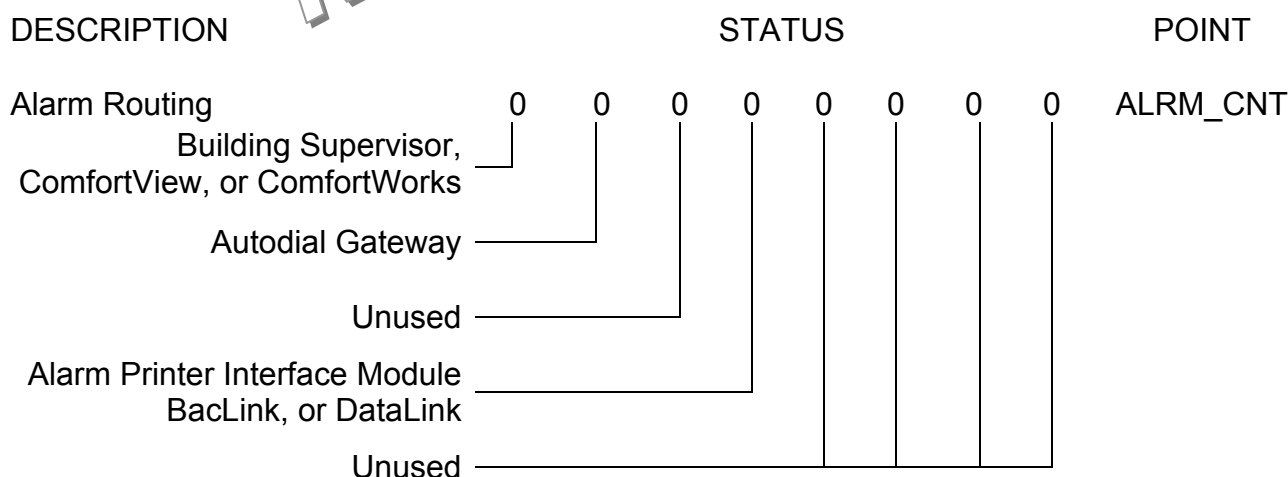 DESCRIPTION STATUS POINT
Alarm Routing 0 0 0 0 0 0 0 0 ALRM_CNT
Building Supervisor,
ComfortView, or ComfortWorks
Autodial Gateway
Unused
Alarm Printer Interface Module
BacLink, or DataLink
Unused